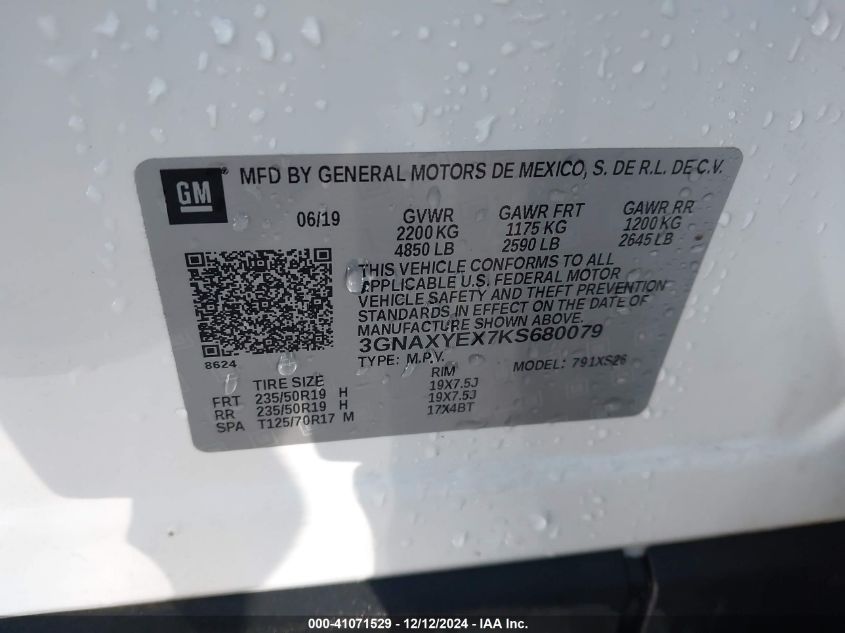 GM
MFD BY GENERAL MOTORS DE MEXICO, S. DE R.L. DE C.V.
06/19 GVWR GAWR FRT GAWR RR
2200 KG 1175 KG 1200 KG
4850 LB 2590 LB 2645 LB
THIS VEHICLE CONFORMS TO ALL
APPLICABLE U.S. FEDERAL MOTOR
VEHICLE SAFETY AND THEFT PREVENTION
STANDARDS IN EFFECT ON THE DATE OF
MANUFACTURE SHOWN ABOVE.
3GNAXYEX7KS680079
8624
TYPE: M.P.V. MODEL: 791XS26
TIRE SIZE RIM
FRT 235/50R19 H 19X7.5J
RR 235/50R19 H 19X7.5J
SPA T125/70R17 M 17X4BT
000-41071529 - 12/12/2024 - IAA Inc.